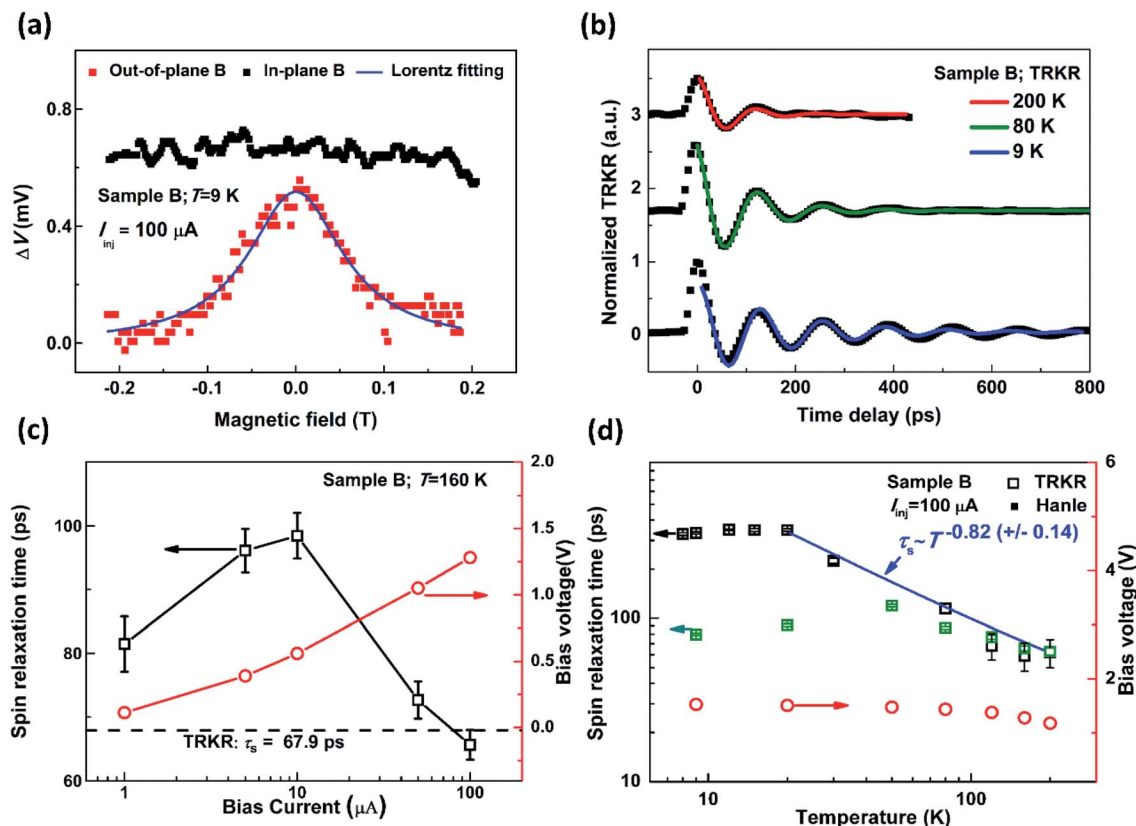 (a)
Out-of-plane B In-plane B Lorentz fitting
0.8
0.4
0.0
ΔV (mV)
Sample B; T=9 K
I inj = 100 μA
-0.2 -0.1 0.0 0.1 0.2
Magnetic field (T)
(b)
Sample B; TRKR
200 K
80 K
9 K
3
2
1
0
Normalized TRKR (a.u.)
0 200 400 600 800
Time delay (ps)
(c)
Sample B; T=160 K
100
80
60
Spin relaxation time (ps)
2.0
1.5
1.0
0.5
0.0
Bias voltage(V)
TRKR: τs = 67.9 ps
1 10 100
Bias Current (μA)
(d)
Sample B TRKR
Iinj=100 μA Hanle
τs~ T-0.82 (+/- 0.14)
100
10
Spin relaxation time (ps)
6
4
2
Bias voltage (V)
10 100
Temperature (K)